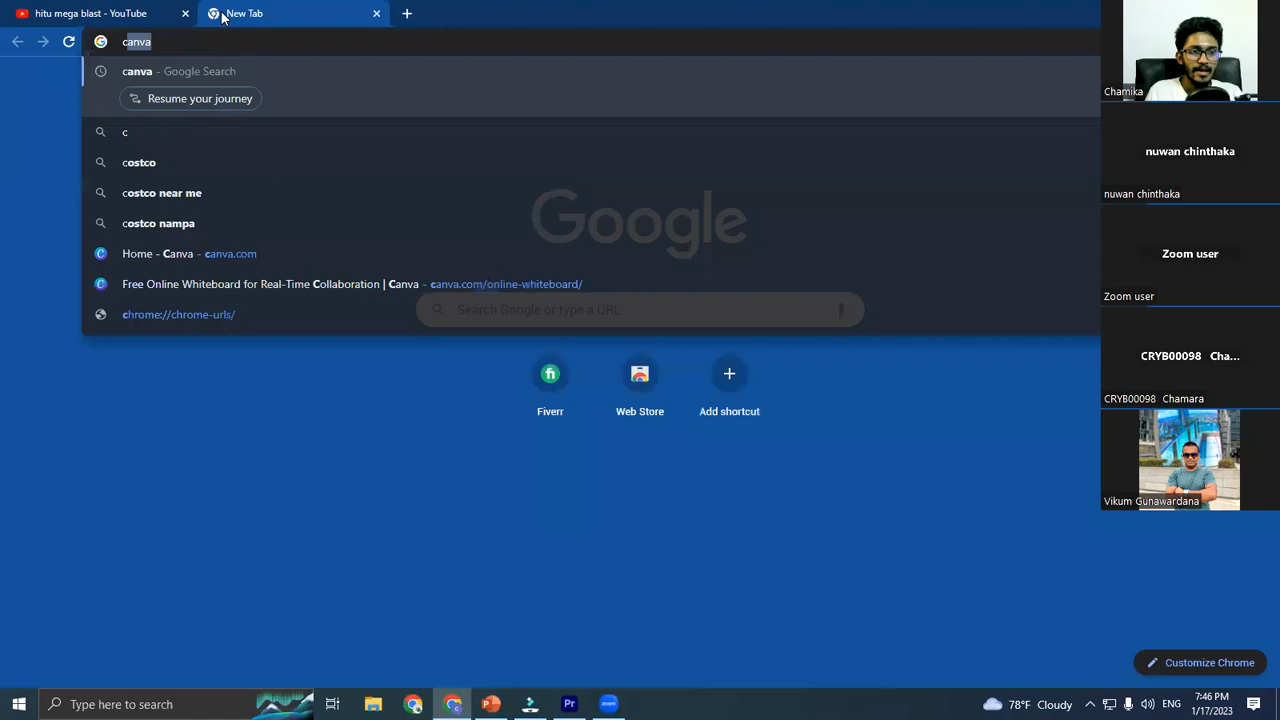 hitu mega blast - YouTube
New Tab
canva
canva - Google Search
Resume your journey
c
costco
costco near me
costco nampa
Home - Canva - canva.com
Free Online Whiteboard for Real-Time Collaboration | Canva - canva.com/online-whiteboard/
chrome://chrome-urls/
Google
Search Google or type a URL
Fiverr
Web Store
Add shortcut
Customize Chrome
Chamika
nuwan chinthaka
nuwan chinthaka
Zoom user
Zoom user
CRYB00098 Cha...
CRYB00098 Chamara
Vikum Gunawardana
Type here to search
78°F Cloudy
ENG
7:46 PM
1/17/2023